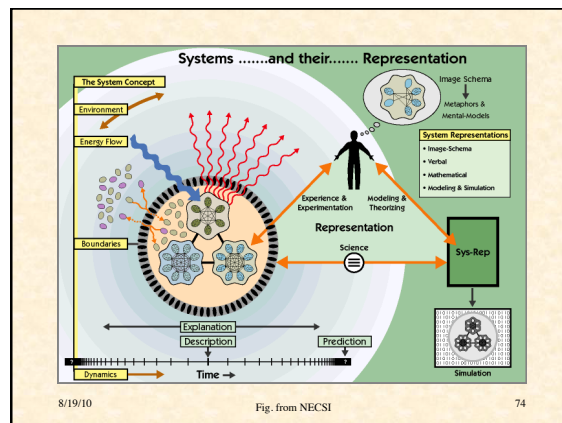 Systems .......and their....... Representation
The System Concept
Environment
Energy Flow
Boundaries
Image Schema
Metaphors &
Mental-Models
System Representations
• Image-Schema
• Verbal
• Mathematical
• Modeling & Simulation
Experience &
Experimentation
Modeling &
Theorizing
Representation
Science
Sys-Rep
Simulation
Explanation
Description
Prediction
?
?
Dynamics
Time
8/19/10
Fig. from NECSI
74